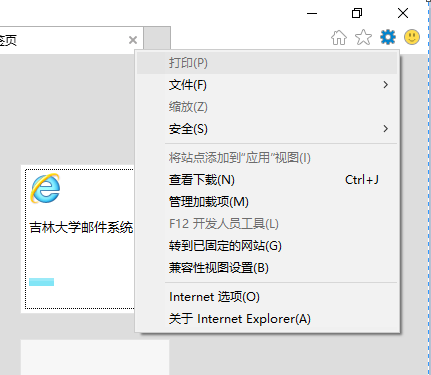 签页
打印(P)
文件(F)
缩放(Z)
安全(S)
将站点添加到“应用”视图(I)
查看下载(N) Ctrl+J
管理加载项(M)
F12 开发人员工具(L)
转到已固定的网站(G)
兼容性视图设置(B)
Internet 选项(O)
关于 Internet Explorer(A)
吉林大学邮件系统